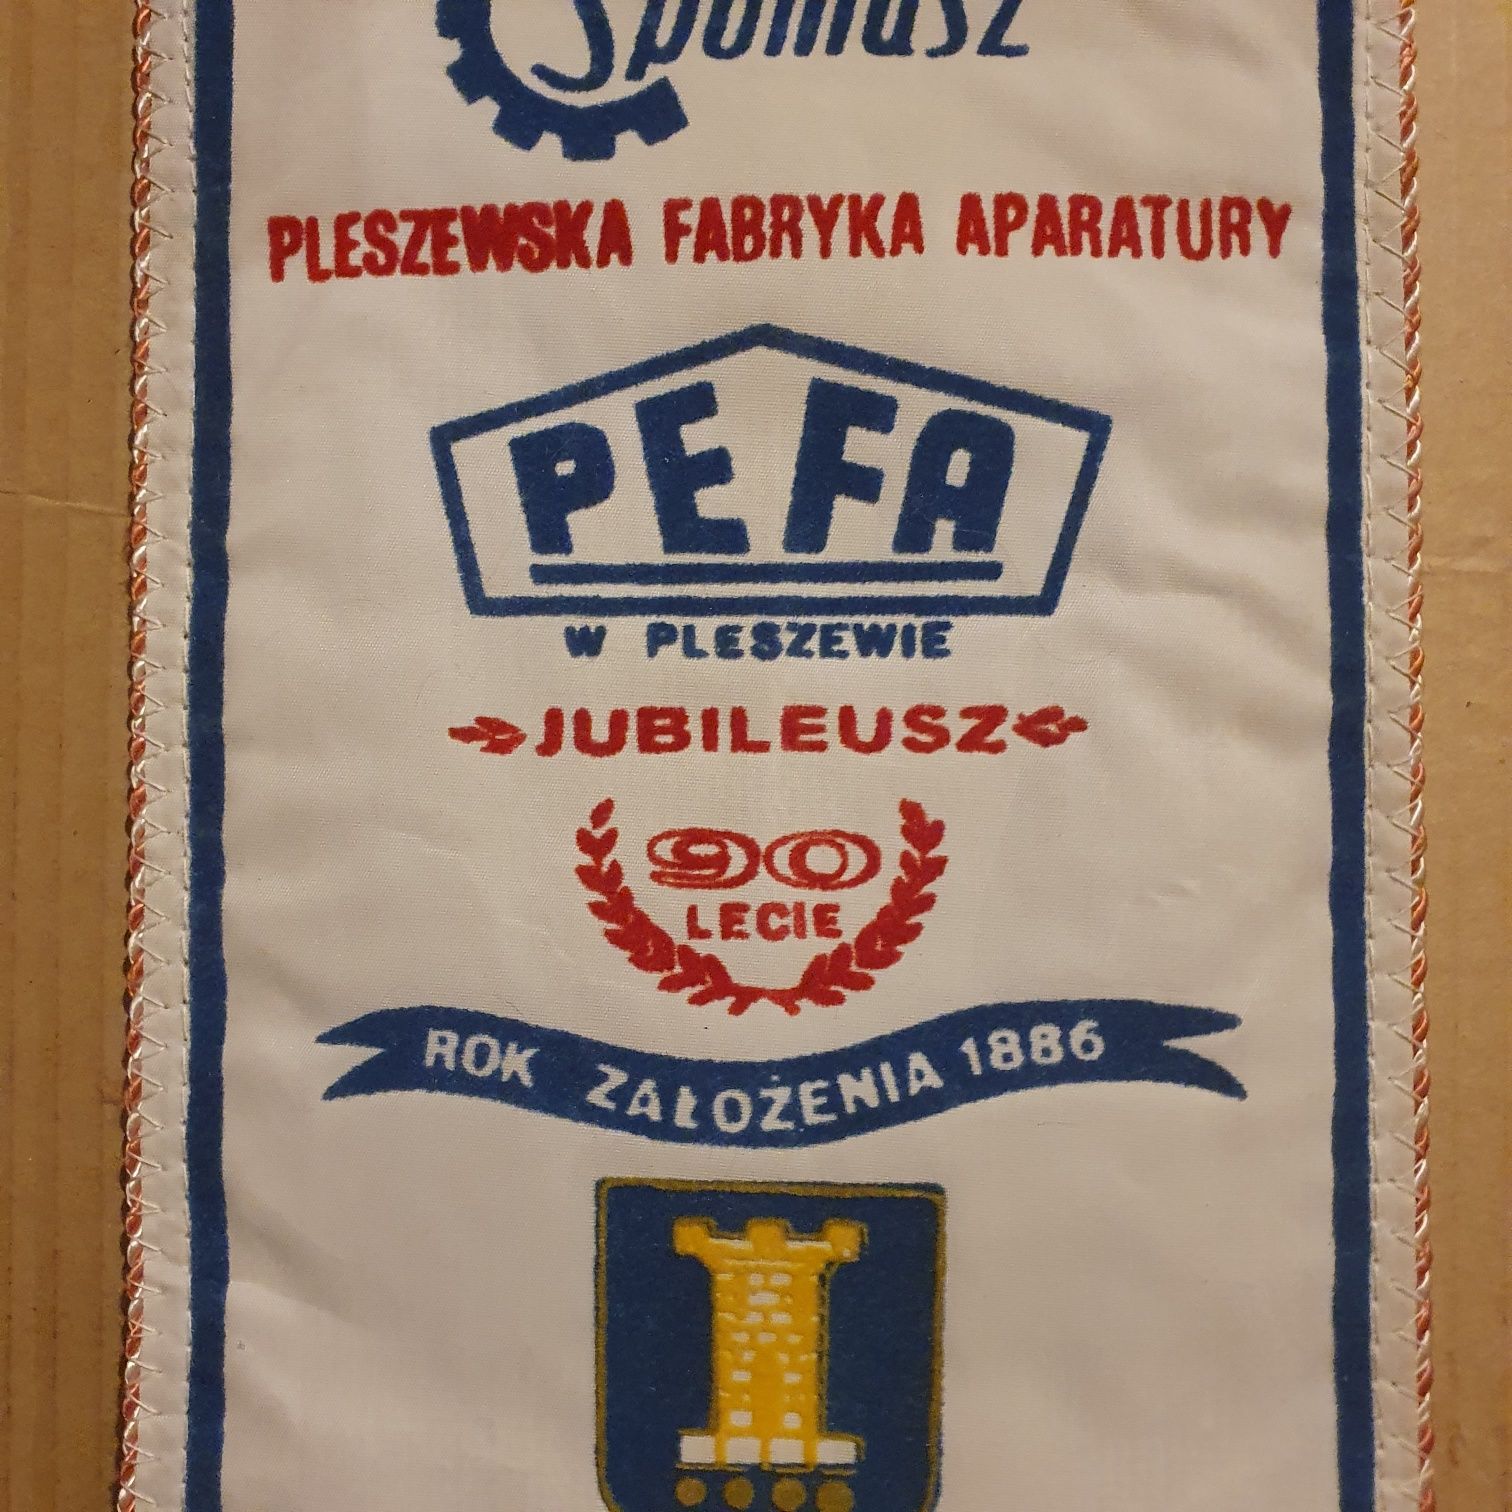 Spomasz
PLESZEWSKA FABRYKA APARATURY
PEFA
W PLESZEWIE
JUBILEUSZ
90
LECIE
ROK ZAŁOŻENIA 1886